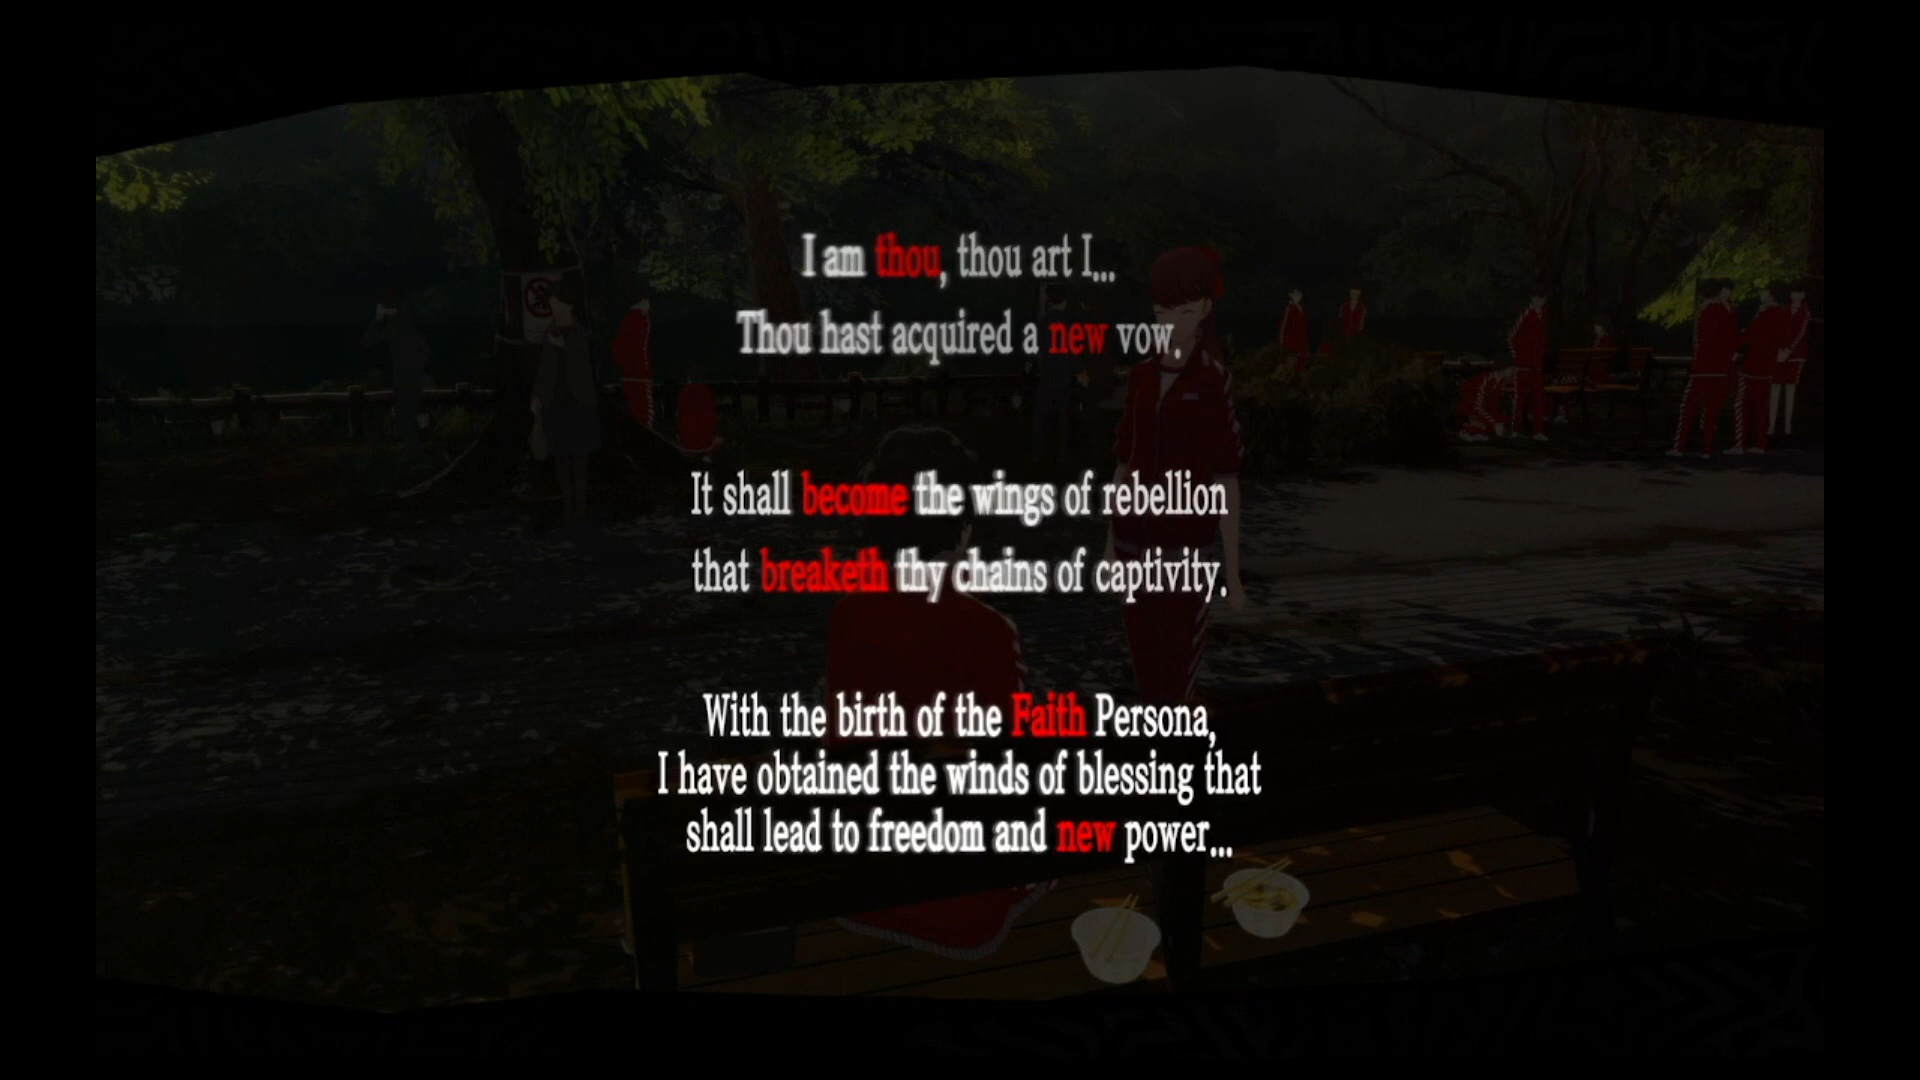 I am thou, thou art I...
Thou hast acquired a new vow.
It shall become the wings of rebellion
that breaketh thy chains of captivity.
With the birth of the Faith Persona,
I have obtained the winds of blessing that
shall lead to freedom and new power...